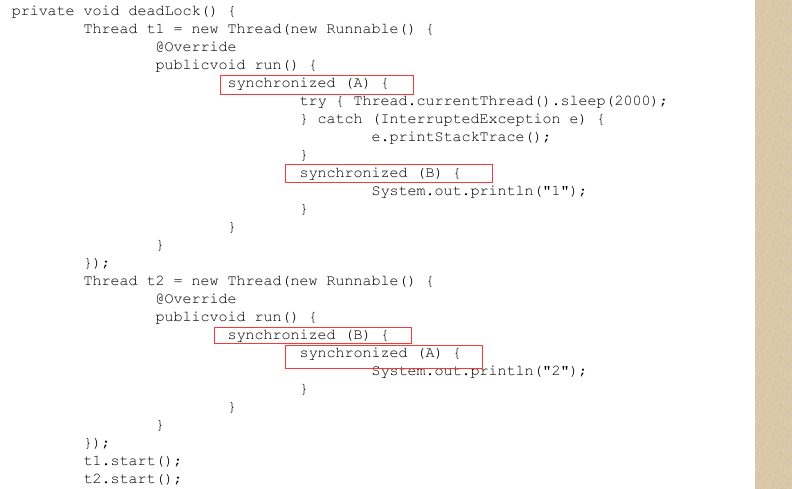 private void deadLock() {
Thread t1 = new Thread(new Runnable() {
@Override
publicvoid run() {
synchronized (A) {
try { Thread.currentThread().sleep(2000);
} catch (InterruptedException e) {
e.printStackTrace();
}
synchronized (B) {
System.out.println("1");
}
}
}
});
Thread t2 = new Thread(new Runnable() {
@Override
publicvoid run() {
synchronized (B) {
synchronized (A) {
System.out.println("2");
}
}
}
});
t1.start();
t2.start();